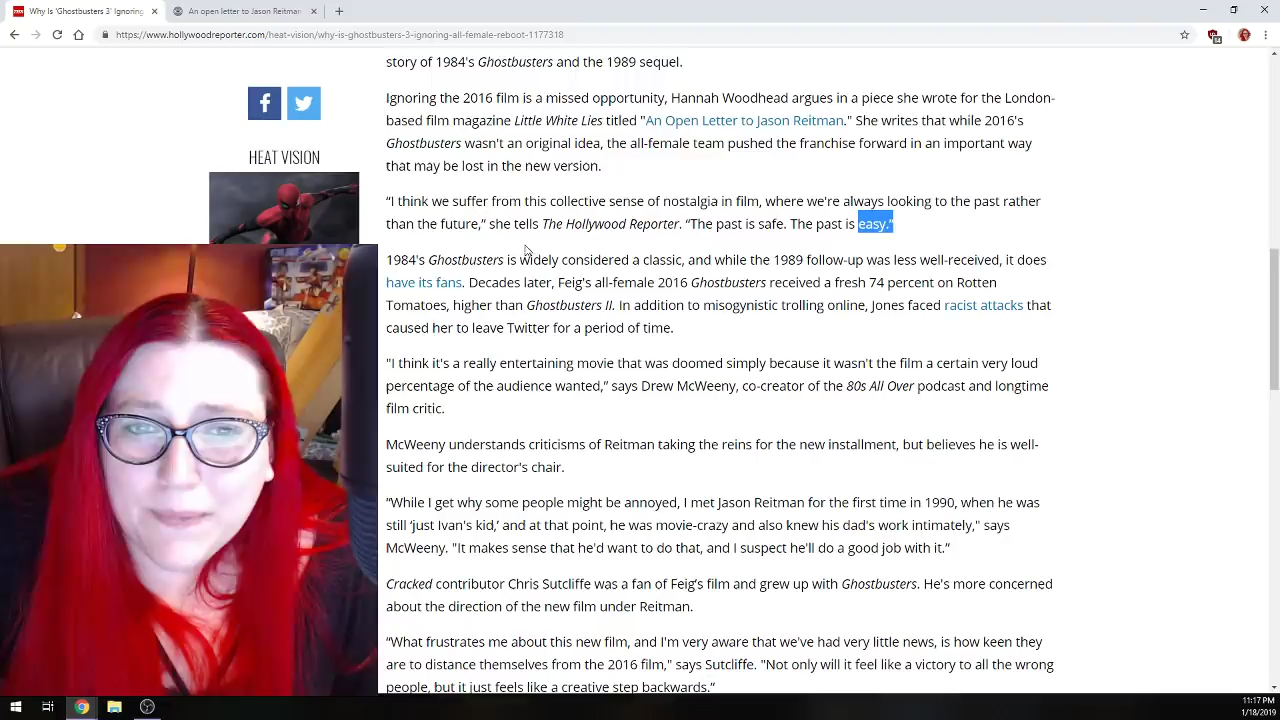 Why Is 'Ghostbusters 3' Ignoring
An open letter to Jason Reitman
https://www.hollywoodreporter.com/heat-vision/why-is-ghostbusters-3-ignoring-all-female-reboot-1177318
story of 1984's Ghostbusters and the 1989 sequel.
Ignoring the 2016 film is a missed opportunity, Hannah Woodhead argues in a piece she wrote for the London-
based film magazine Little White Lies titled "An Open Letter to Jason Reitman." She writes that while 2016's
Ghostbusters wasn't an original idea, the all-female team pushed the franchise forward in an important way
that may be lost in the new version.
HEAT VISION
“I think we suffer from this collective sense of nostalgia in film, where we're always looking to the past rather
than the future,” she tells The Hollywood Reporter. “The past is safe. The past is easy.”
1984's Ghostbusters is widely considered a classic, and while the 1989 follow-up was less well-received, it does
have its fans. Decades later, Feig's all-female 2016 Ghostbusters received a fresh 74 percent on Rotten
Tomatoes, higher than Ghostbusters II. In addition to misogynistic trolling online, Jones faced racist attacks that
caused her to leave Twitter for a period of time.
"I think it's a really entertaining movie that was doomed simply because it wasn't the film a certain very loud
percentage of the audience wanted,” says Drew McWeeny, co-creator of the 80s All Over podcast and longtime
film critic.
McWeeny understands criticisms of Reitman taking the reins for the new installment, but believes he is well-
suited for the director's chair.
“While I get why some people might be annoyed, I met Jason Reitman for the first time in 1990, when he was
still ‘just Ivan's kid,’ and at that point, he was movie-crazy and also knew his dad's work intimately," says
McWeeny. "It makes sense that he'd want to do that, and I suspect he'll do a good job with it.”
Cracked contributor Chris Sutcliffe was a fan of Feig’s film and grew up with Ghostbusters. He's more concerned
about the direction of the new film under Reitman.
“What frustrates me about this new film, and I'm very aware that we've had very little news, is how keen they
are to distance themselves from the 2016 film," says Sutcliffe. "Not only will it feel like a victory to all the wrong
people, but it just feels like a creative step backwards.”
11:17 PM
1/18/2019